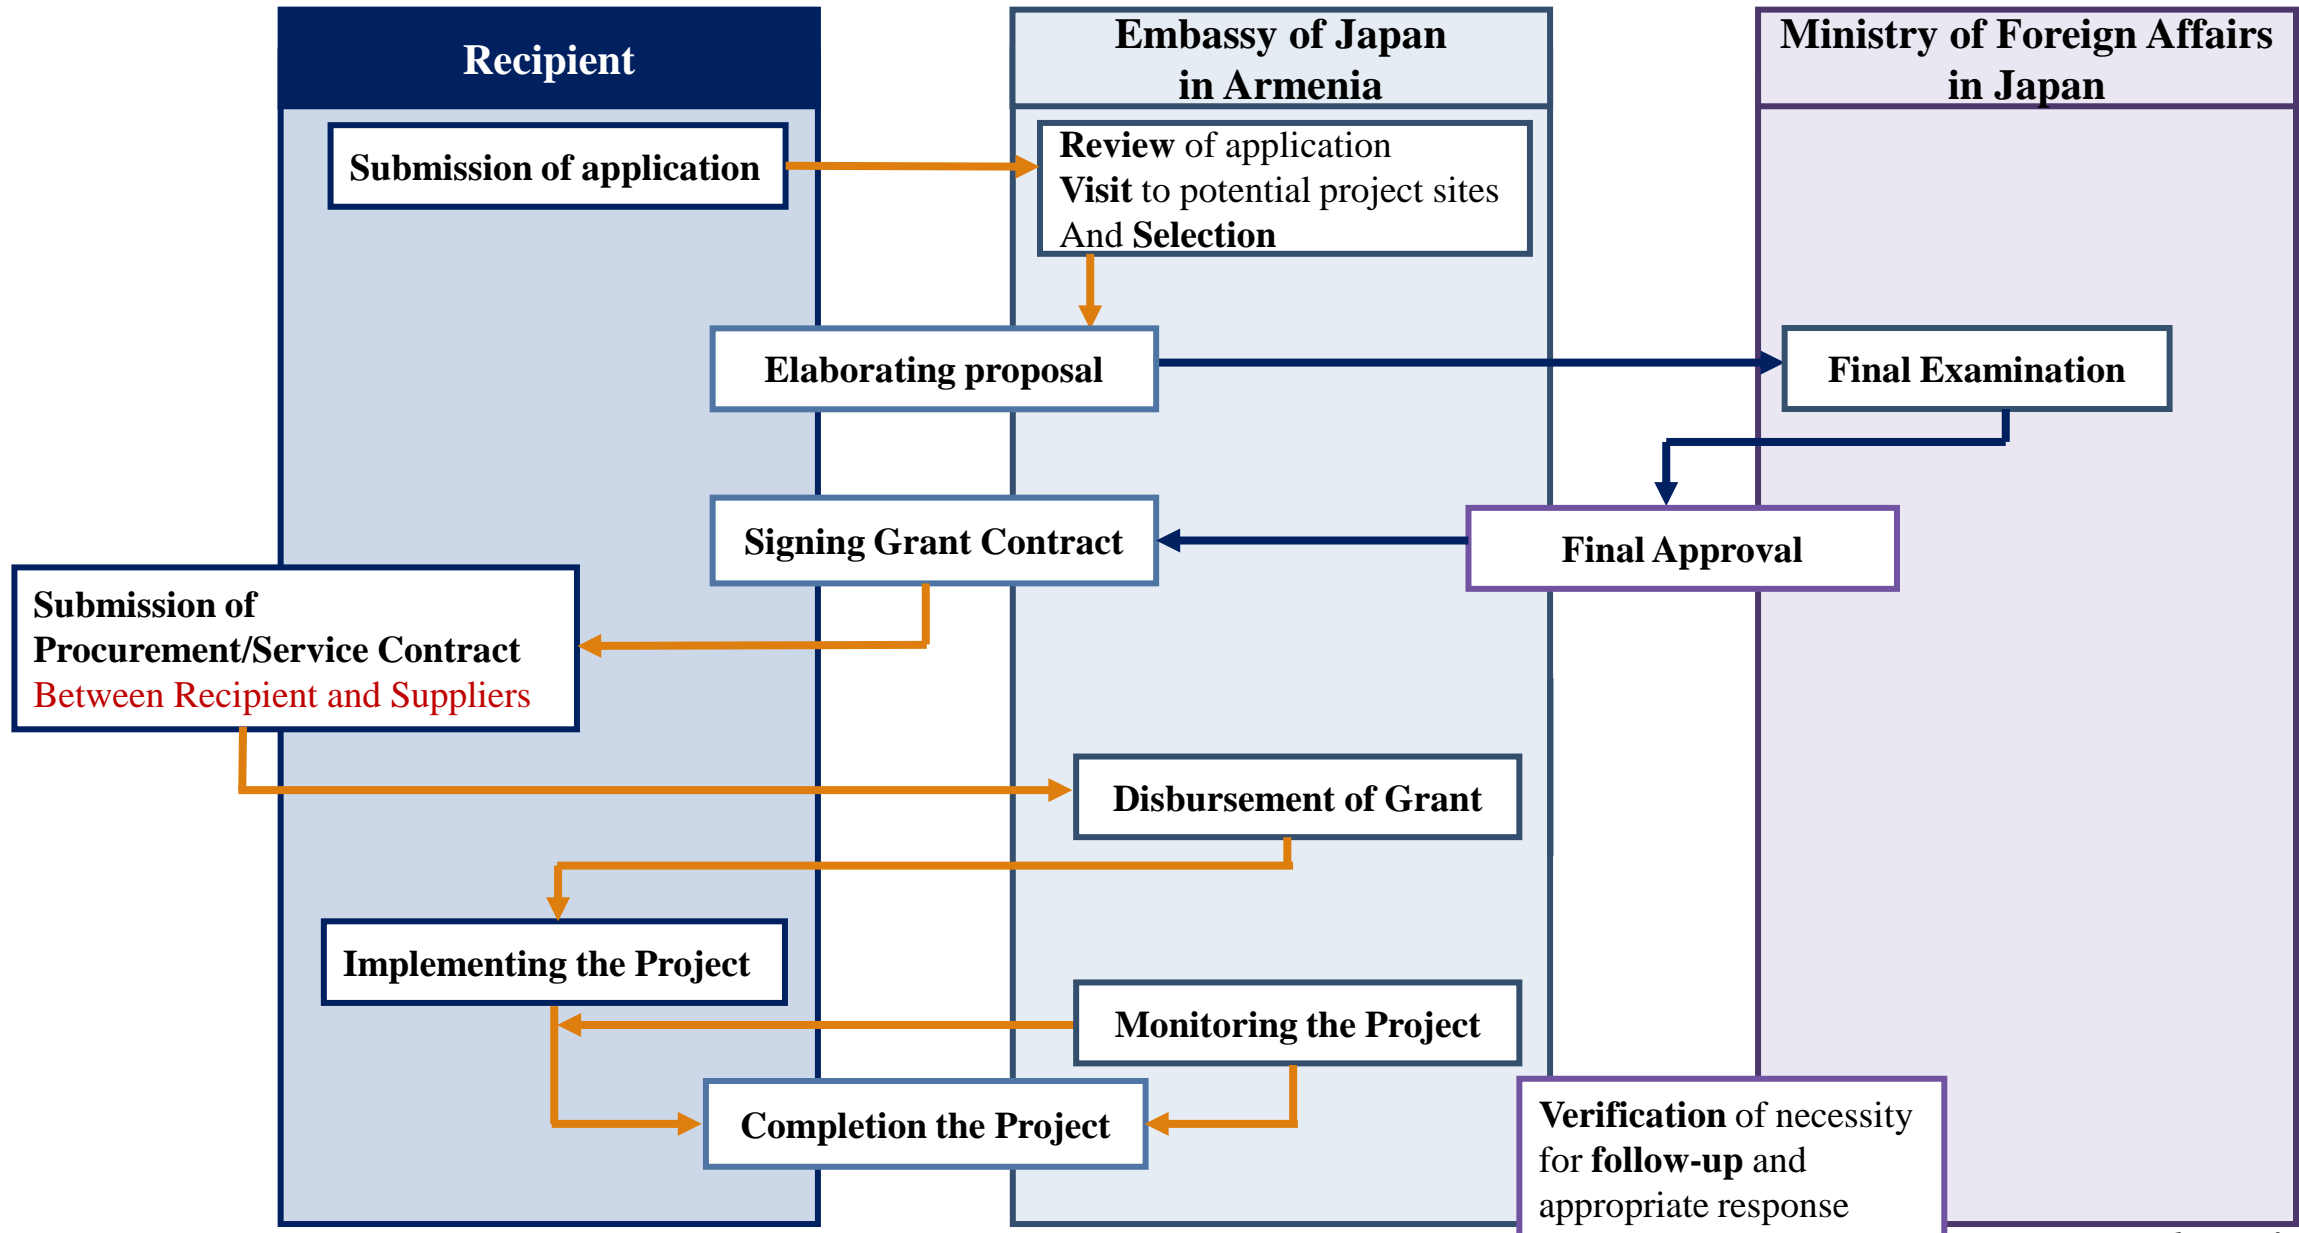 Recipient
Embassy of Japan
in Armenia
Ministry of Foreign Affairs
in Japan
Submission of application
Review of application
Visit to potential project sites
And Selection
Elaborating proposal
Final Examination
Signing Grant Contract
Final Approval
Submission of
Procurement/Service Contract
Between Recipient and Suppliers
Disbursement of Grant
Implementing the Project
Monitoring the Project
Completion the Project
Verification of necessity
for follow-up and
appropriate response